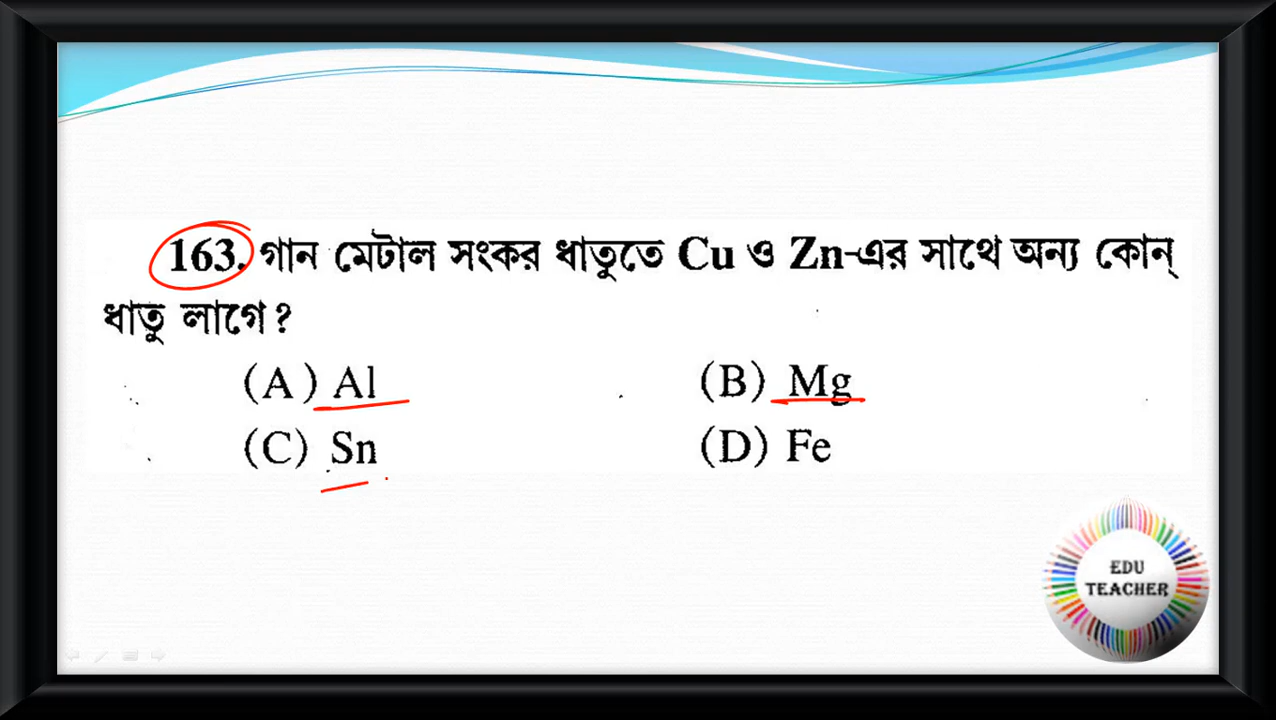 163. গান মেটাল সংকর ধাতুতে Cu ও Zn-এর সাথে অন্য কোন্
ধাতু লাগে?
(A) Al (B) Mg
(C) Sn (D) Fe
EDU
TEACHER